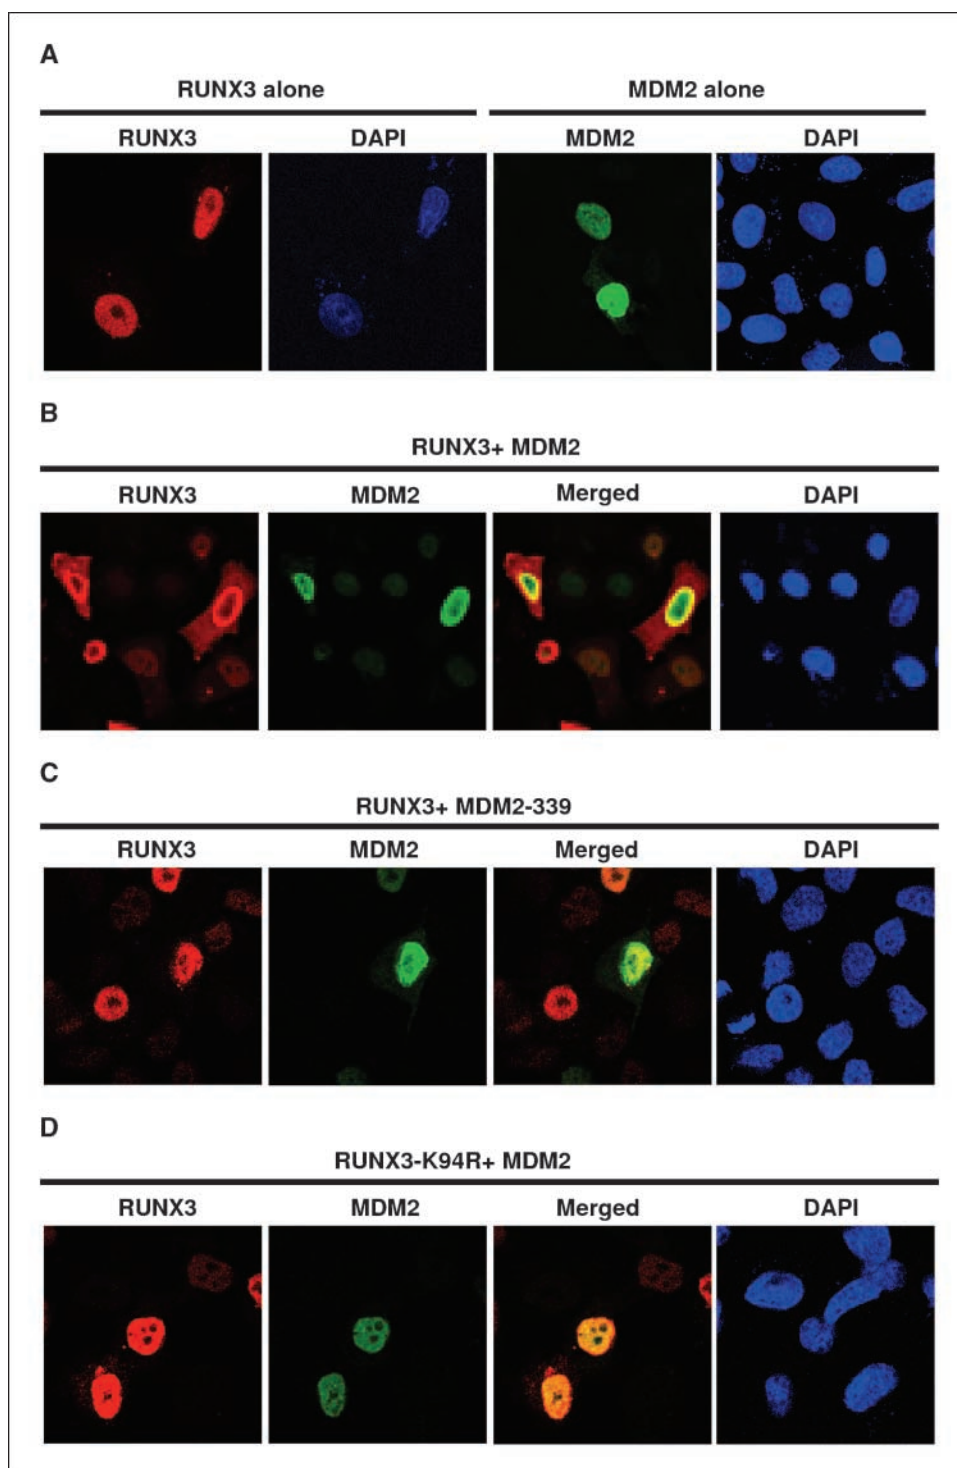 A
RUNX3 alone MDM2 alone
RUNX3 DAPI MDM2 DAPI
B
RUNX3+ MDM2
RUNX3 MDM2 Merged DAPI
C
RUNX3+ MDM2-339
RUNX3 MDM2 Merged DAPI
D
RUNX3-K94R+ MDM2
RUNX3 MDM2 Merged DAPI